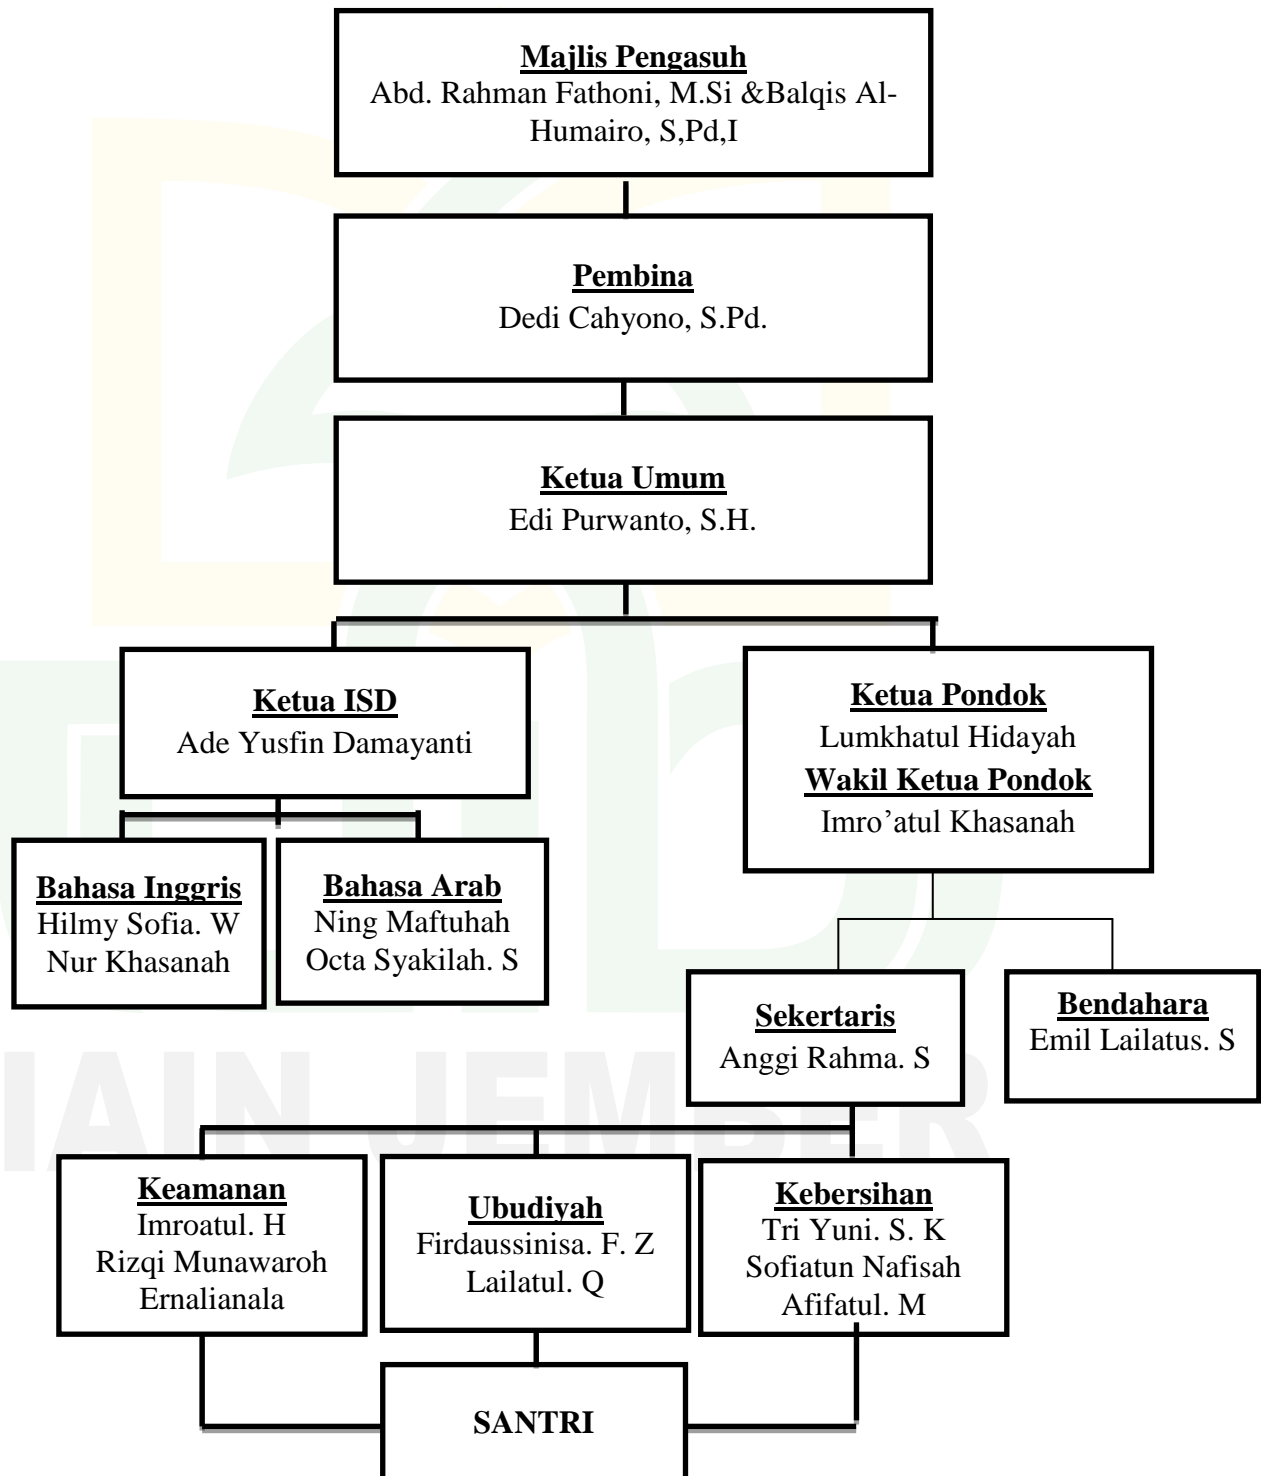 Majlis Pengasuh
Abd. Rahman Fathoni, M.Si &Balqis Al-
Humairo, S,Pd,I
Pembina
Dedi Cahyono, S.Pd.
Ketua Umum
Edi Purwanto, S.H.
Ketua ISD
Ade Yusfin Damayanti
Ketua Pondok
Lumkhatul Hidayah
Wakil Ketua Pondok
Imro’atul Khasanah
Bahasa Inggris
Hilmy Sofia. W
Nur Khasanah
Bahasa Arab
Ning Maftuhah
Octa Syakilah. S
Sekertaris
Anggi Rahma. S
Bendahara
Emil Lailatus. S
IAIN JEMBER
Keamanan
Imroatul. H
Rizqi Munawaroh
Ernalianala
Ubudiyah
Firdaussinisa. F. Z
Lailatul. Q
Kebersihan
Tri Yuni. S. K
Sofiatun Nafisah
Afifatul. M
SANTRI